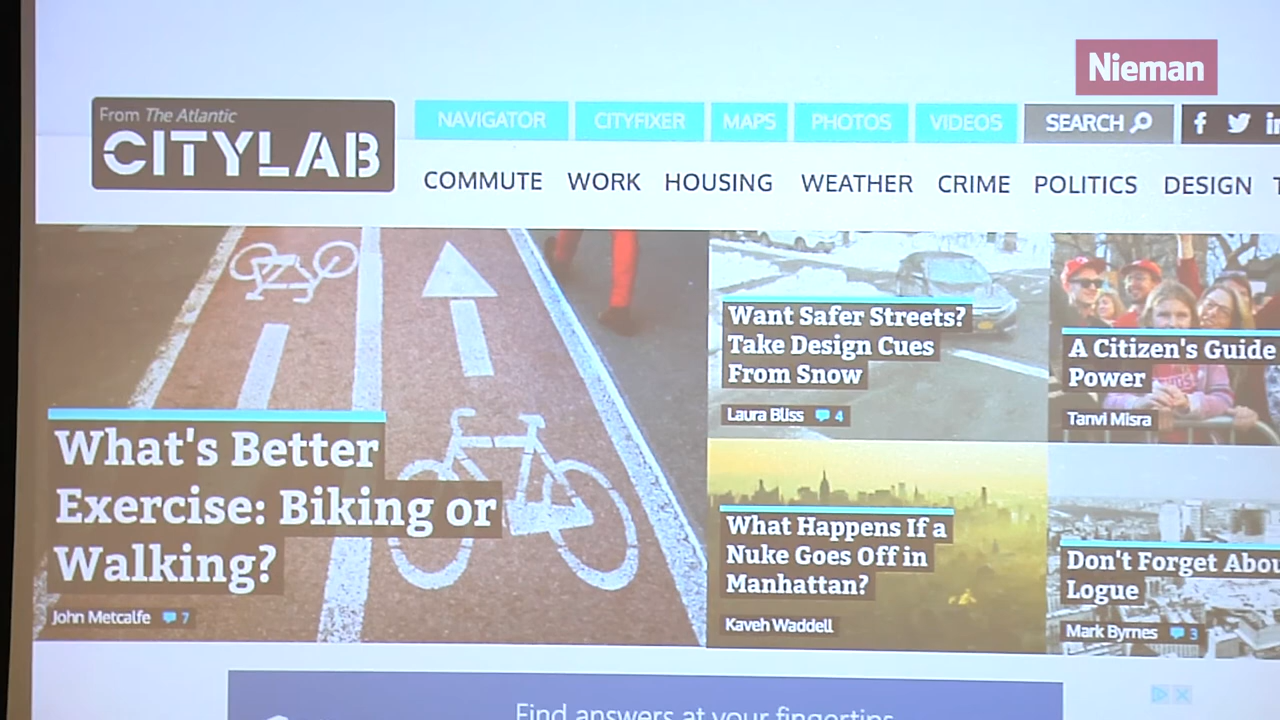 Nieman
From The Atlantic
CITYLAB
NAVIGATOR CITYFIXER MAPS PHOTOS VIDEOS SEARCH
COMMUTE WORK HOUSING WEATHER CRIME POLITICS DESIGN
What's Better
Exercise: Biking or
Walking?
John Metcalfe 7
Want Safer Streets?
Take Design Cues
From Snow
Laura Bliss 4
A Citizen's Guide
Power
Tanvi Misra
What Happens If a
Nuke Goes Off in
Manhattan?
Kaveh Waddell
Don't Forget
Logue
Mark Byrnes 3
Find answers at your fingertips